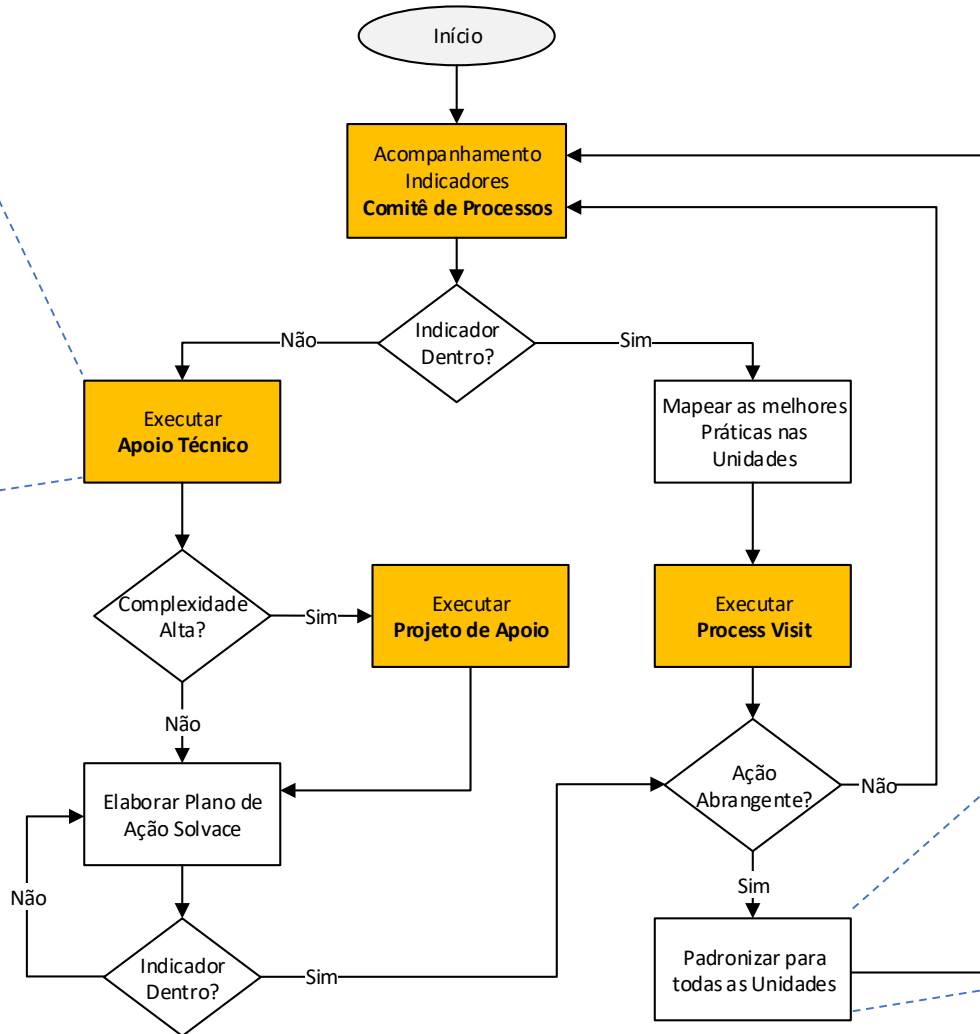 Início
Acompanhamento
Indicadores
Comitê de Processos
Indicador
Dentro?
Não
Sim
Executar
Apoio Técnico
Mapear as melhores
Práticas nas
Unidades
Complexidade
Alta?
Sim
Executar
Projeto de Apoio
Executar
Process Visit
Não
Elaborar Plano de
Ação Solvace
Ação
Abrangente?
Não
Não
Sim
Indicador
Dentro?
Sim
Padronizar para
todas as Unidades